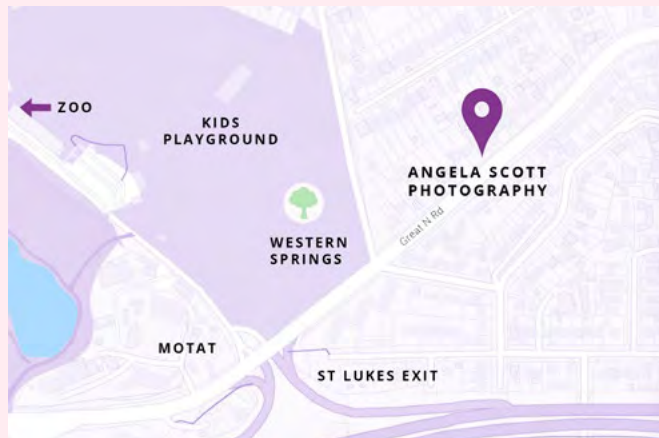 ZOO
KIDS
PLAYGROUND
ANGELA SCOTT
PHOTOGRAPHY
Great N Rd
WESTERN
SPRINGS
MOTAT
ST LUKES EXIT